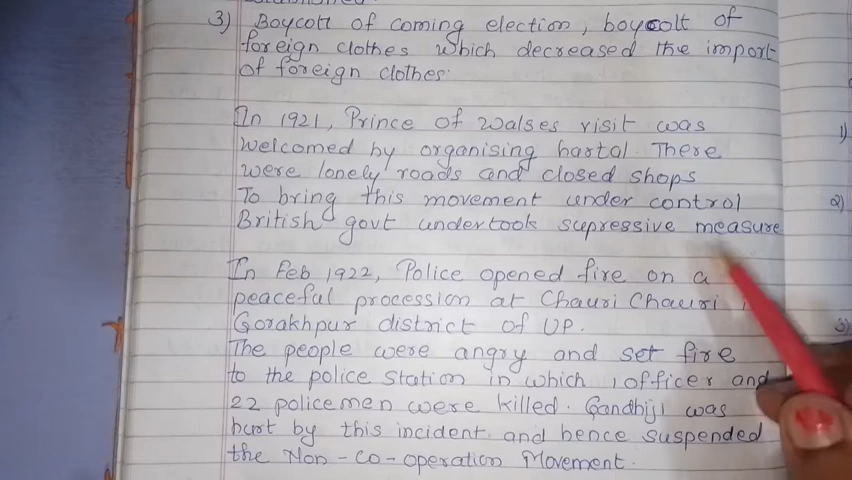 3) Boycott of coming election, boycott of
foreign clothes which decreased the import
of foreign clothes.
In 1921, Prince of Walses visit was
welcomed by organising hartal. There
were lonely roads and closed shops
To bring this movement under control
British govt undertook supressive measure
In Feb 1922, Police opened fire on a
peaceful procession at Chauri Chauri,
Gorakhpur district of UP.
The people were angry and set fire
to the police station in which 1 officer and
22 policemen were killed. Gandhiji was
hurt by this incident and hence suspended
the Non-Co-operation Movement.
1)
2)
3)